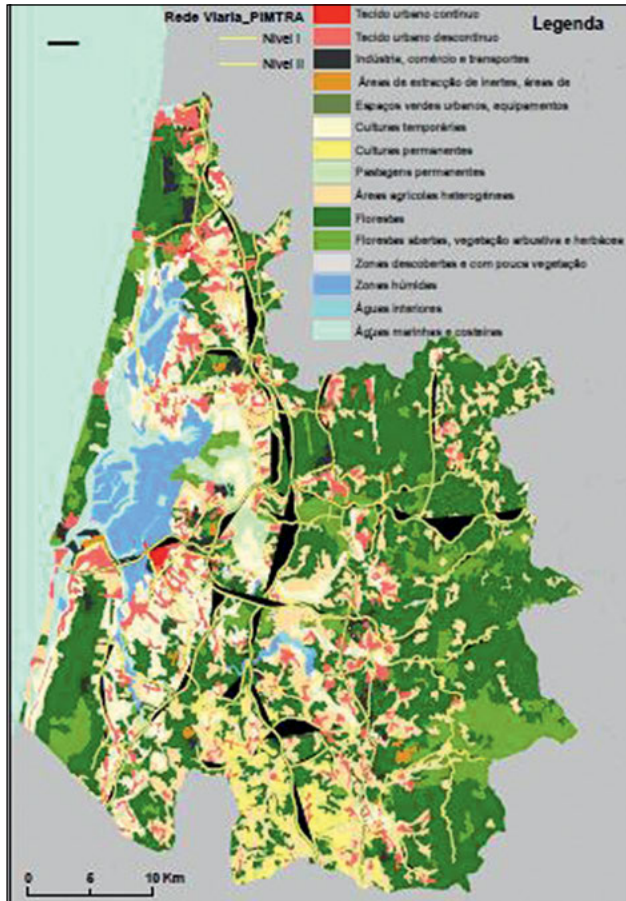 Rede Viaria_PIMTRA
Nível I
Nível II
Legenda
Tecido urbano contínuo
Tecido urbano descontínuo
Indústria, comércio e transportes
Áreas de extracção de inertes, áreas de
Espaços verdes urbanos, equipamentos
Culturas temporárias
Culturas permanentes
Pastagens permanentes
Áreas agrícolas heterogéneas
Florestas
Florestas abertas, vegetação arbustiva e herbácea
Zonas descobertas e com pouca vegetação
Zonas húmidas
Águas interiores
Águas marinhas e costeiras
0 5 10 Km